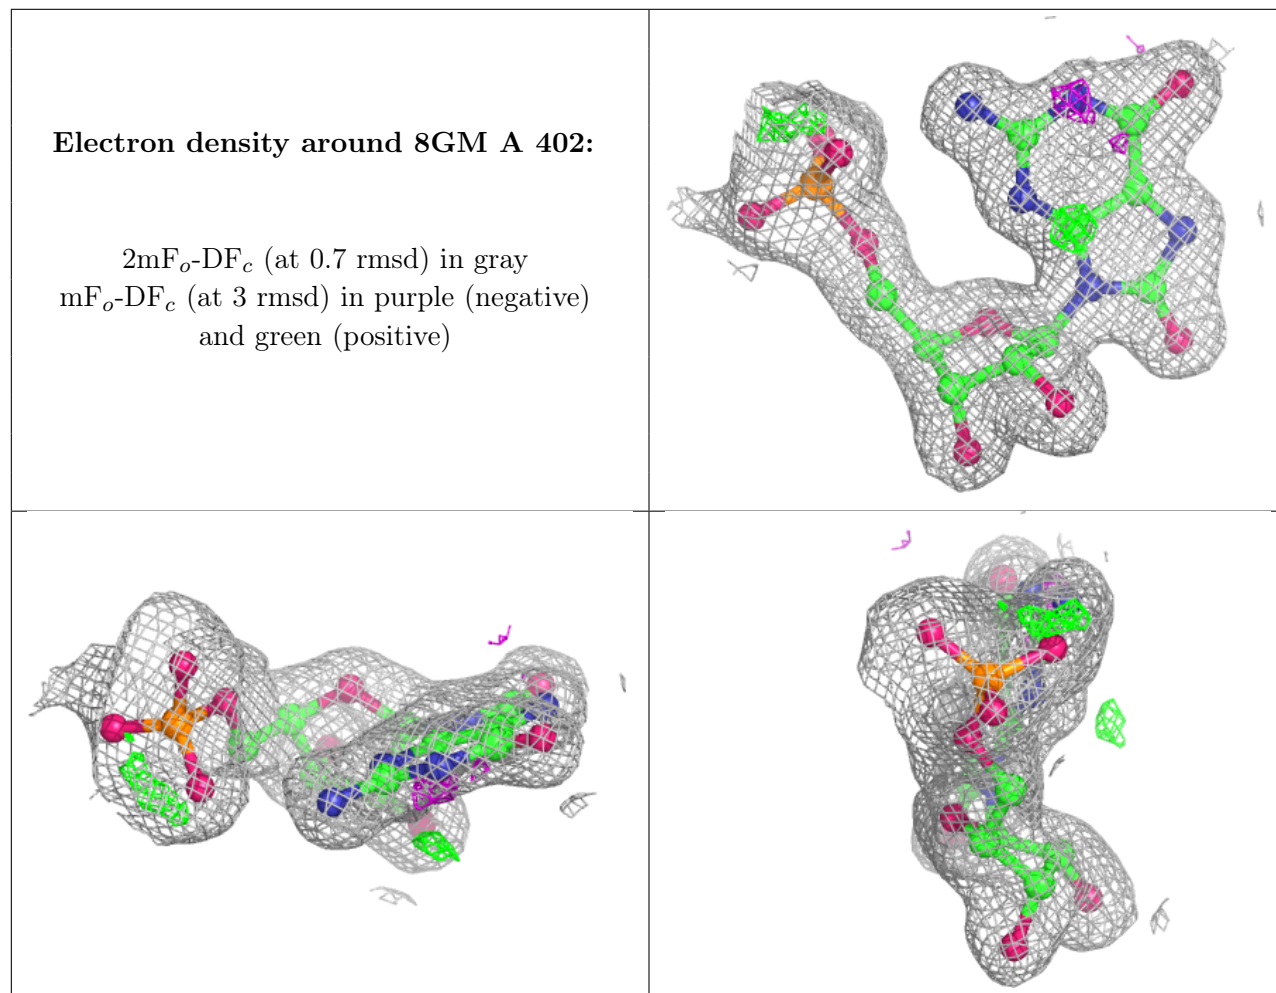 Electron density around 8GM A 402:
2mFo-DFc (at 0.7 rmsd) in gray
mFo-DFc (at 3 rmsd) in purple (negative)
and green (positive)